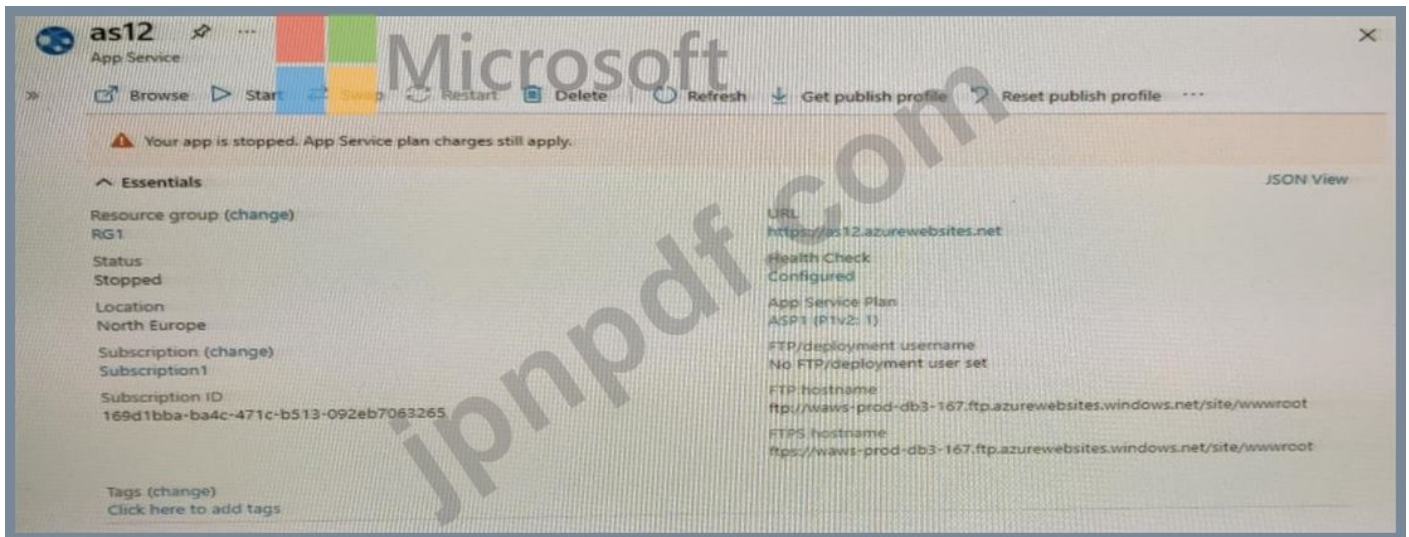 as12
App Service
Microsoft
Browse Start Swap Restart Delete Refresh Get publish profile Reset publish profile
Your app is stopped. App Service plan charges still apply.
Essentials
JSON View
Resource group (change)
RG1
Status
Stopped
Location
North Europe
Subscription (change)
Subscription1
Subscription ID
169d1bba-ba4c-471c-b513-092eb7063265
Tags (change)
Click here to add tags
URL
https://as12.azurewebsites.net
Health Check
Configured
App Service Plan
ASP1 (P1v2: 1)
FTP/deployment username
No FTP/deployment user set
FTP hostname
ftp://waws-prod-db3-167.ftp.azurewebsites.windows.net/site/wwwroot
FTPS hostname
ftps://waws-prod-db3-167.ftp.azurewebsites.windows.net/site/wwwroot
jpnpdf com